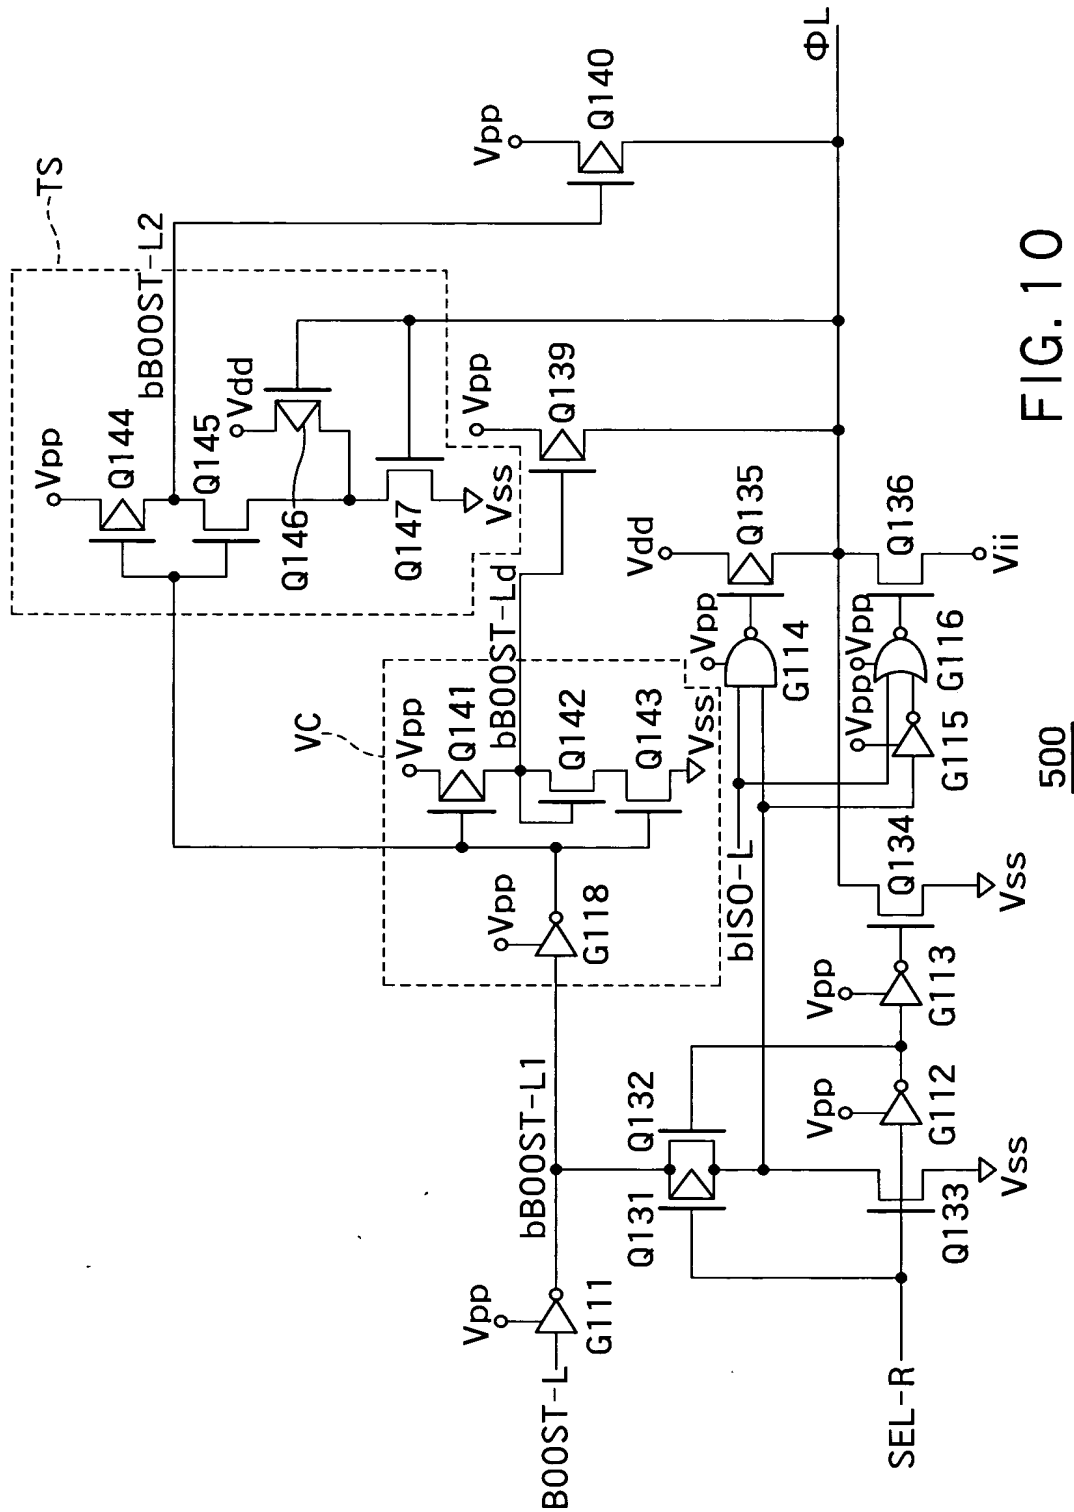 TS
Vpp
Q144
bBOOST-L2
Q145
Vdd
Q146
Q147
Vss
Vpp
Q140
ΦL
Vpp
Q139
VC
Vpp
Q141
bBOOST-Ld
Q142
Q143
Vss
Vpp
G118
Vdd
Q135
Vpp
G114
Q136
Vii
Vpp
G116
Vpp
G115
bISO-L
Q134
Vss
Vpp
G113
bBOOST-L1
Q131
Q132
Vpp
G112
Q133
Vss
Vpp
G111
BOOST-L
SEL-R
500
FIG. 10